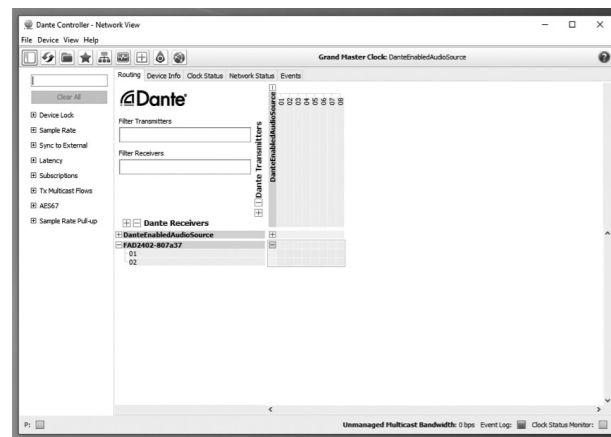 Dante Controller - Network View
File Device View Help
Grand Master Clock: DanteEnabledAudioSource
Routing Device Info Clock Status Network Status Events
Clear All
Device Lock
Sample Rate
Sync to External
Latency
Subscriptions
Tx Multicast Flows
AES67
Sample Rate Pull-up
Dante®
Filter Transmitters
Filter Receivers
Dante Transmitters
DanteEnabledAudioSource
01
02
03
04
05
06
07
08
Dante Receivers
DanteEnabledAudioSource
FAD2402-807a37
01
02
P:
Unmanaged Multicast Bandwidth: 0 bps Event Log: Clock Status Monitor: